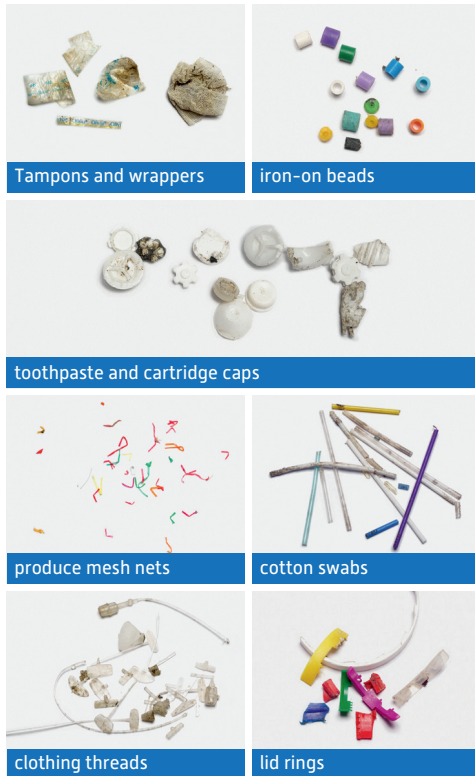 Tampons and wrappers
iron-on beads
toothpaste and cartridge caps
produce mesh nets
cotton swabs
clothing threads
lid rings